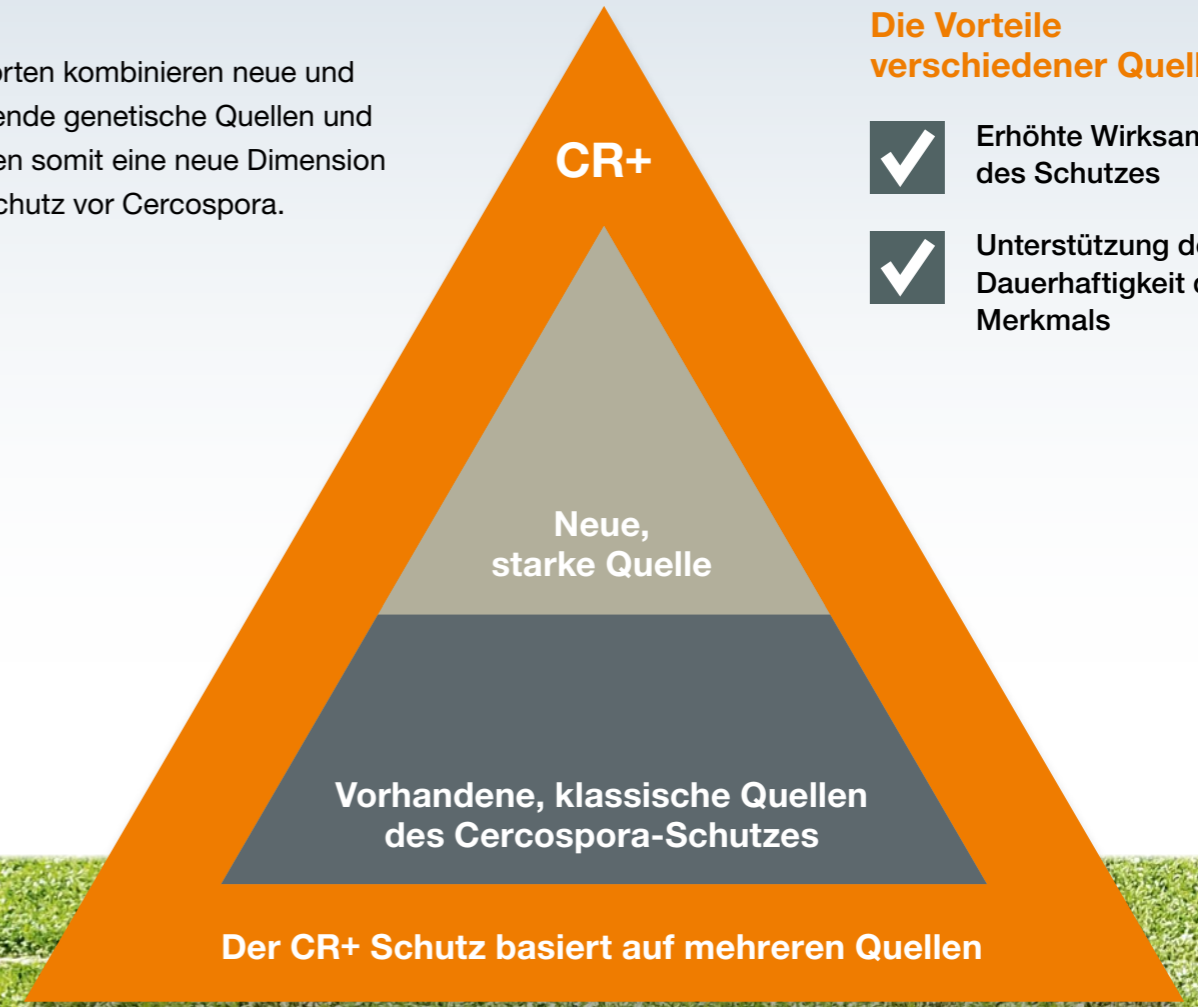 orten kombinieren neue und
ende genetische Quellen und
en somit eine neue Dimension
chutz vor Cercospora.
Die Vorteile
verschiedener Quell
Erhöhte Wirksam
des Schutzes
Unterstützung de
Dauerhaftigkeit d
Merkmals
CR+
Neue,
starke Quelle
Vorhandene, klassische Quellen
des Cercospora-Schutzes
Der CR+ Schutz basiert auf mehreren Quellen